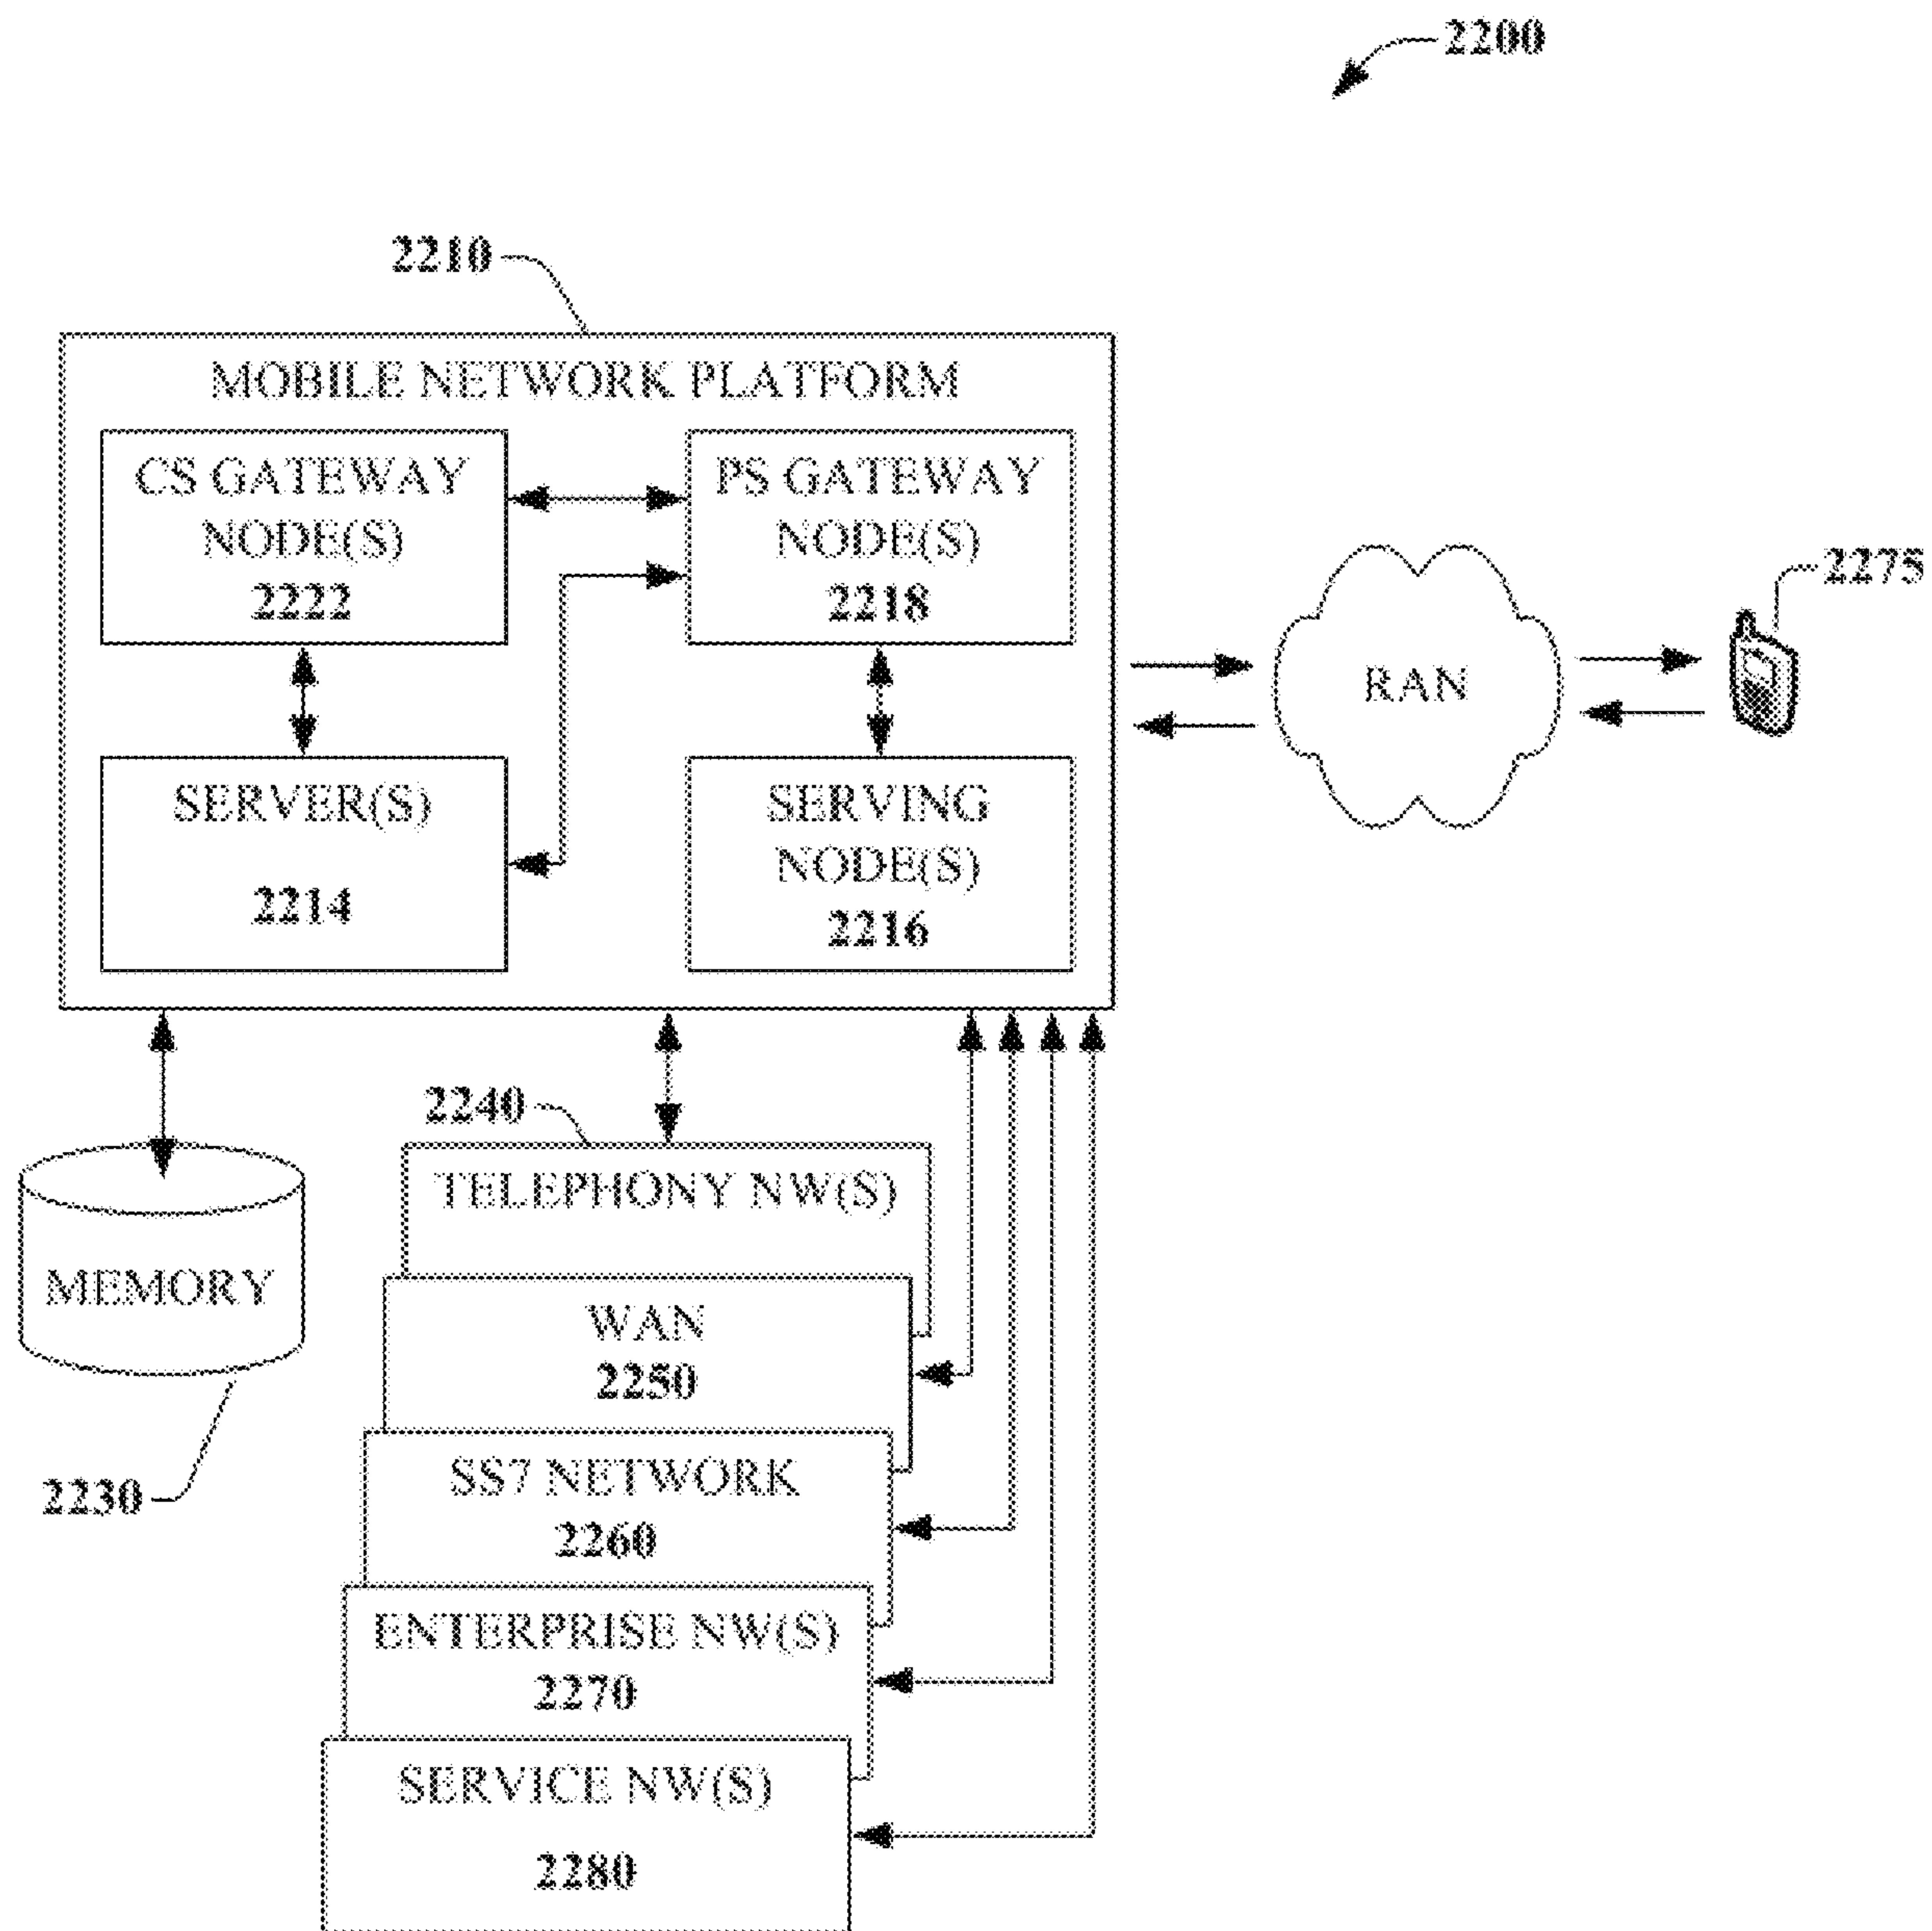 2200
2210
MOBILE NETWORK PLATFORM
CS GATEWAY
NODE(S)
2222
PS GATEWAY
NODE(S)
2218
SERVER(S)
2214
SERVING
NODE(S)
2216
RAN
2275
2240
TELEPHONY NW(S)
MEMORY
2230
WAN
2250
SS7 NETWORK
2260
ENTERPRISE NW(S)
2270
SERVICE NW(S)
2280